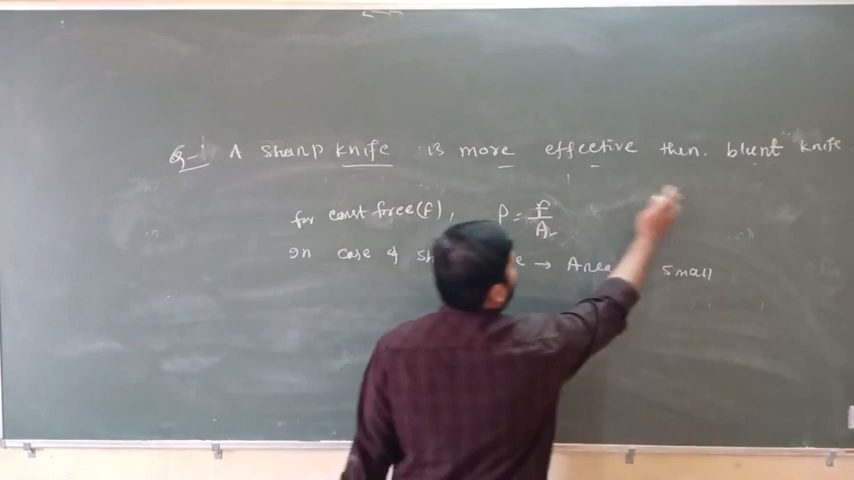 Q-1 A sharp knife is more effective then. blunt knife
for const force (f), P = f/A
In case of → Area small